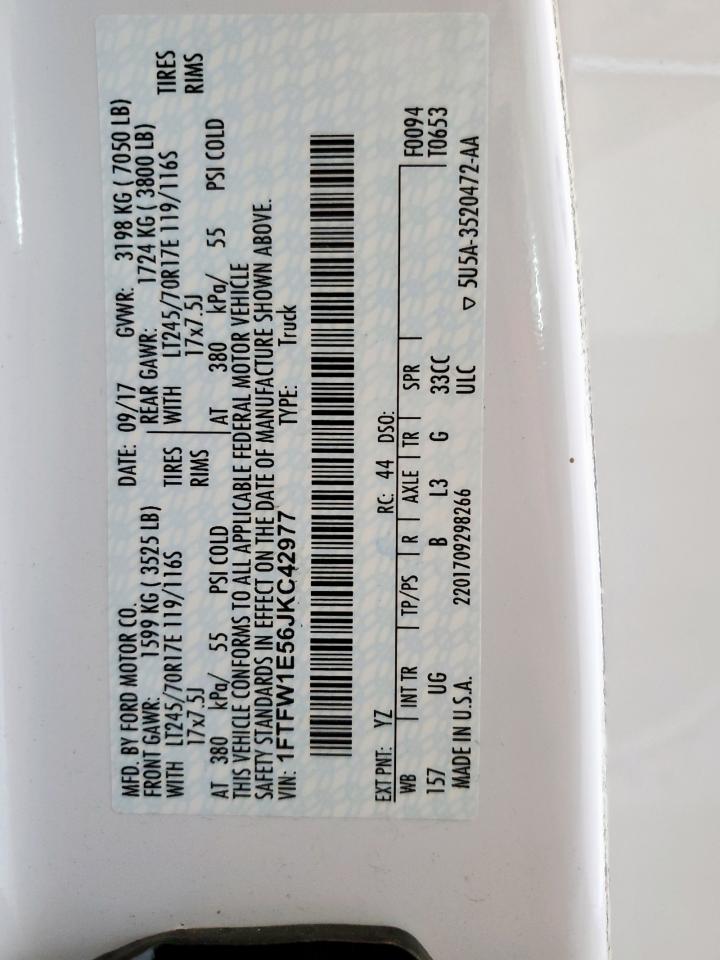 MFD. BY FORD MOTOR CO. DATE: 09/17 GVWR: 3198 KG ( 7050 LB)
FRONT GAWR: 1599 KG ( 3525 LB) REAR GAWR: 1724 KG ( 3800 LB)
WITH LT245/70R17E 119/116S TIRES WITH LT245/70R17E 119/116S TIRES
17x7.5J RIMS 17x7.5J RIMS
AT 380 kPa/ 55 PSI COLD AT 380 kPa/ 55 PSI COLD
THIS VEHICLE CONFORMS TO ALL APPLICABLE FEDERAL MOTOR VEHICLE
SAFETY STANDARDS IN EFFECT ON THE DATE OF MANUFACTURE SHOWN ABOVE.
VIN: 1FTFW1E56JKC42977 TYPE: Truck
EXT PNT: YZ RC: 44 DSO:
WB INT TR TP/PS R AXLE TR SPR F0094
157 UG B L3 G 33CC T0653
MADE IN U.S.A. 2201709298266 ULC ▽ 5U5A-3520472-AA